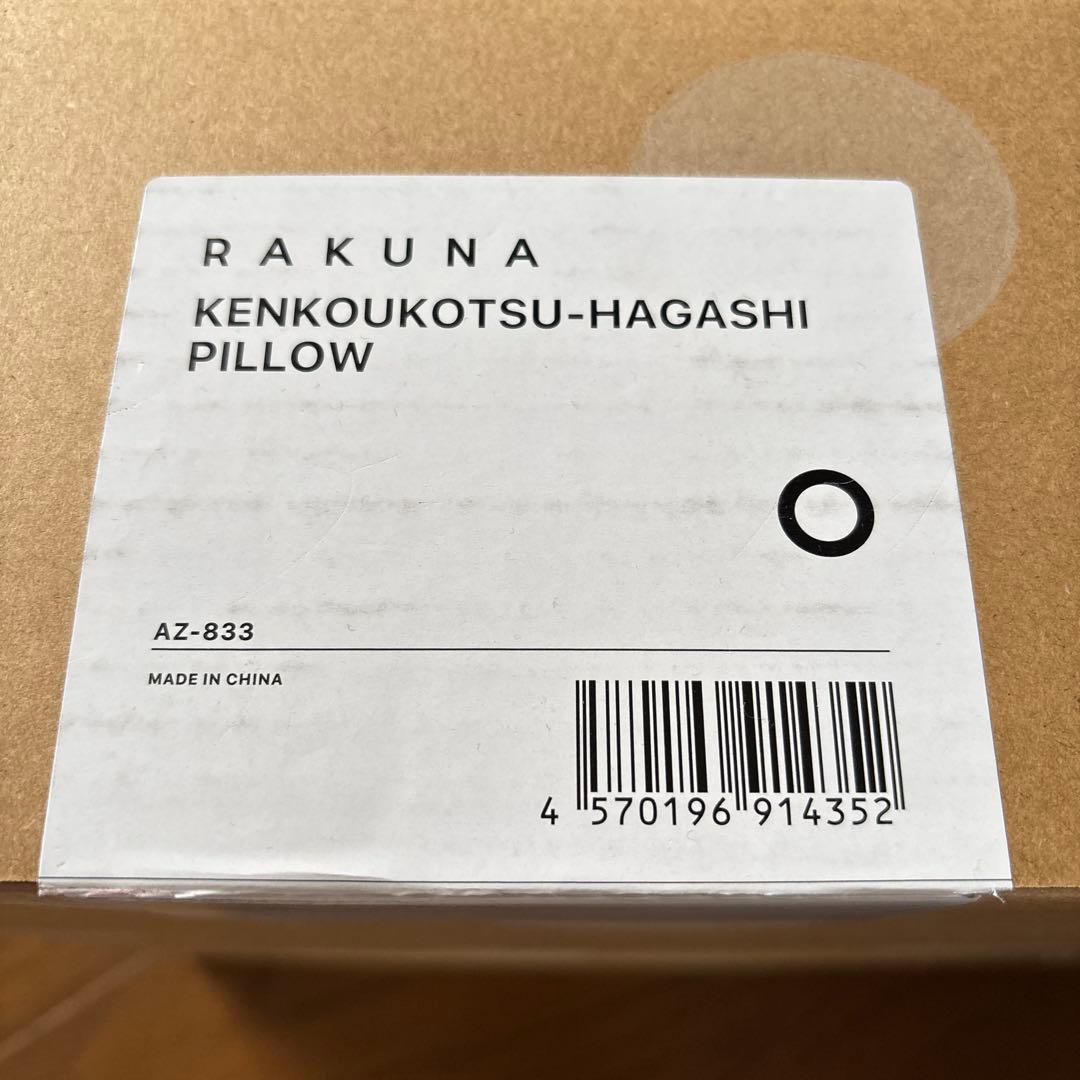 RAKUNA
KENKOUKOTSU-HAGASHI
PILLOW
AZ-833
MADE IN CHINA
4 570196 914352